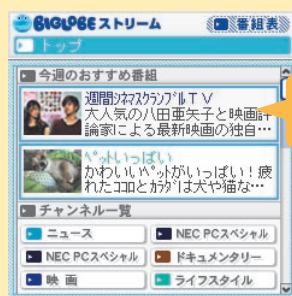 BIGLOBE ストリーム
番組表
トップ
今週のおすすめ番組
週間ｼﾈﾏｽｸﾗﾝﾌﾞﾙＴＶ
大人気の八田亜矢子と映画評
論家による最新映画の独自…
ﾍﾟｯﾄいっぱい
かわいいﾍﾟｯﾄがいっぱい！疲
れたｺｺﾛとｶﾗﾀﾞは犬や猫な…
チャンネル一覧
ニュース
NEC PCスペシャル
NEC PCスペシャル
ドキュメンタリー
映 画
ライフスタイル